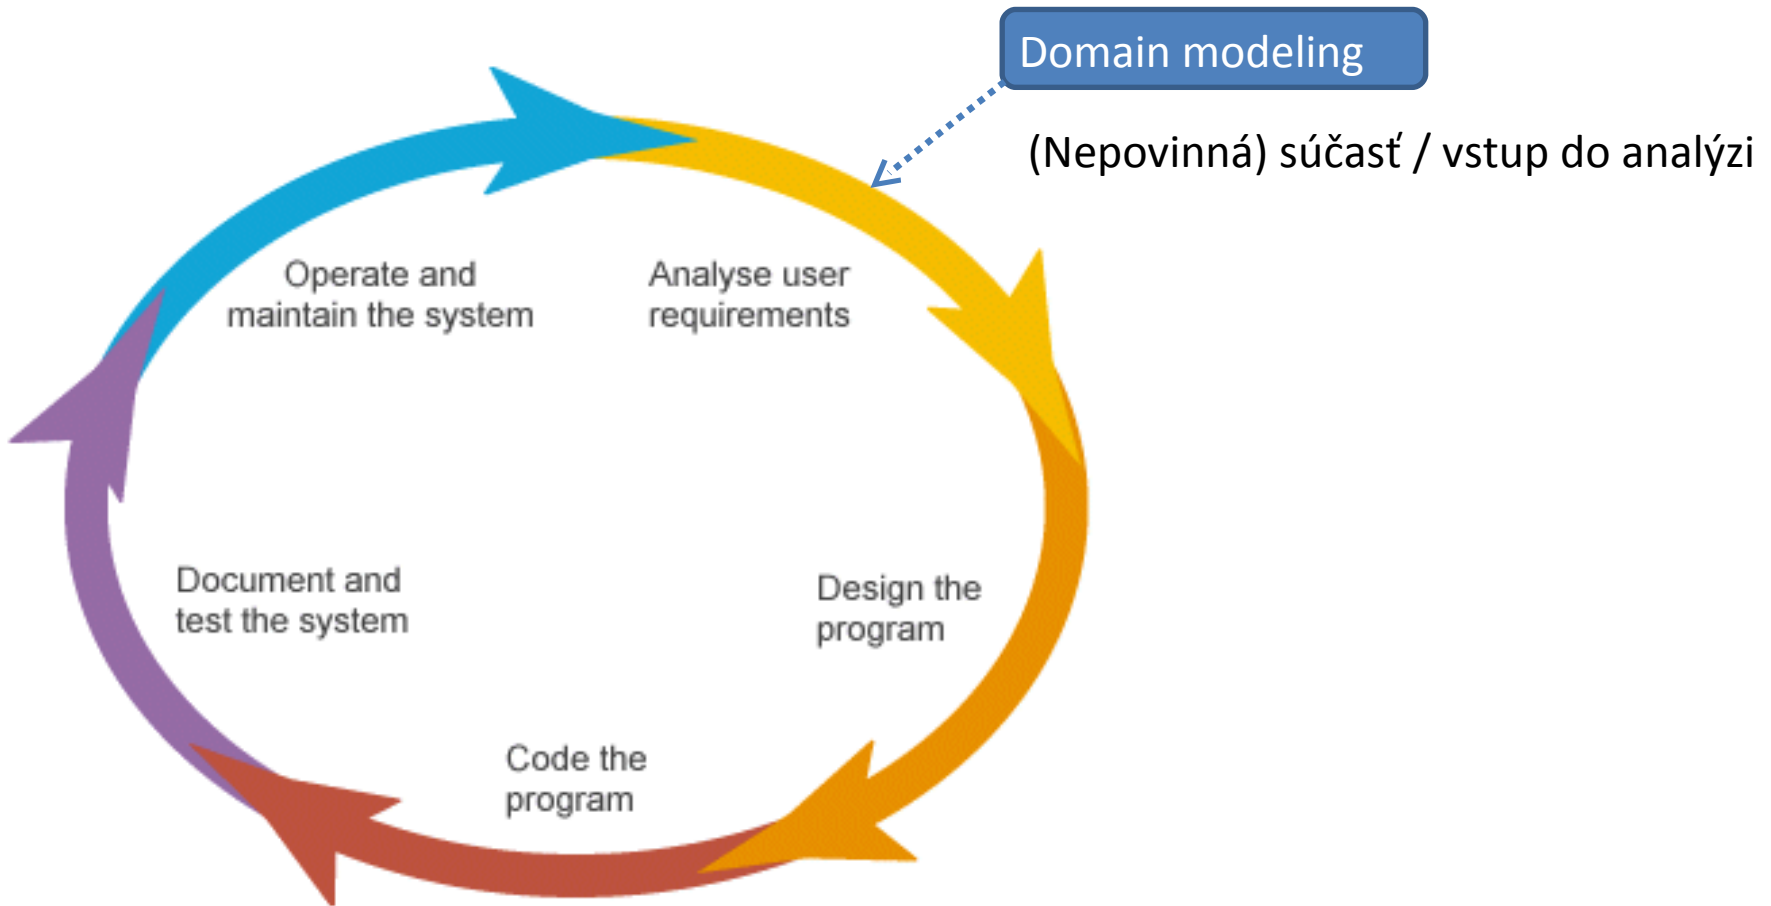 Domain modeling
(Nepovinná) súčasť / vstup do analýzi
Operate and
maintain the system
Analyse user
requirements
Document and
test the system
Design the
program
Code the
program